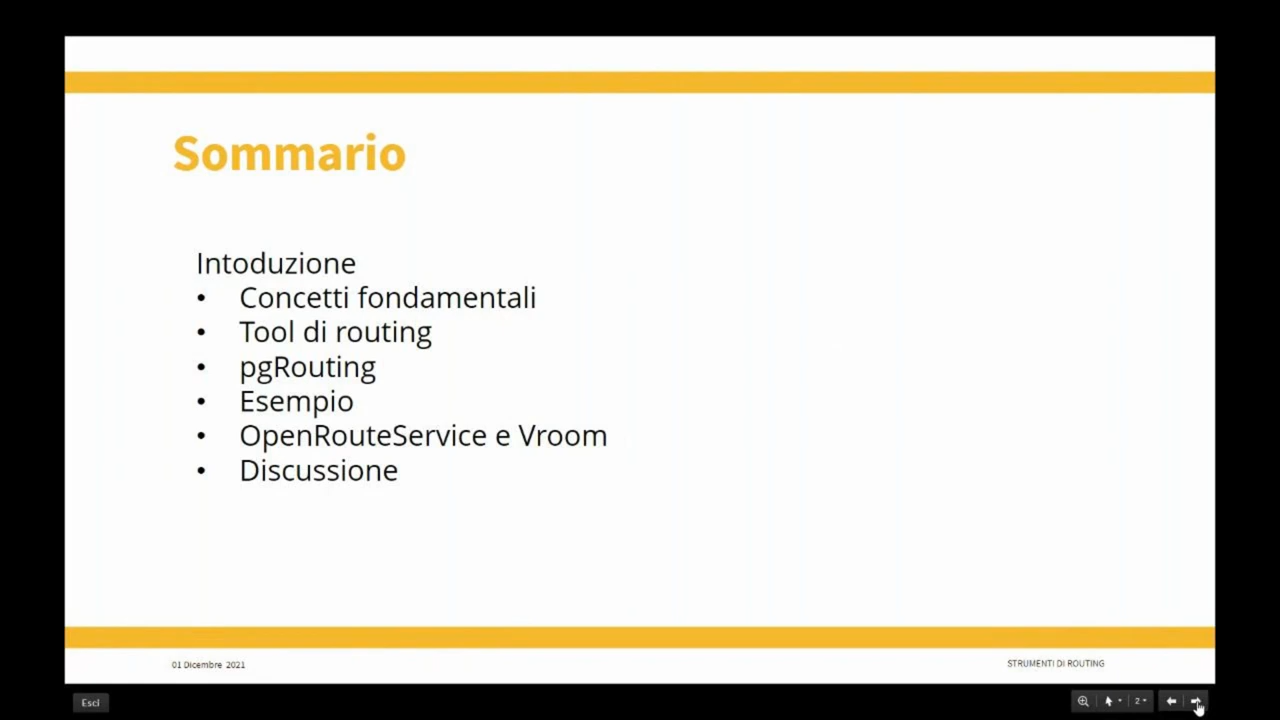 Sommario
Intoduzione
• Concetti fondamentali
• Tool di routing
• pgRouting
• Esempio
• OpenRouteService e Vroom
• Discussione
01 Dicembre 2021
STRUMENTI DI ROUTING
Esci
2